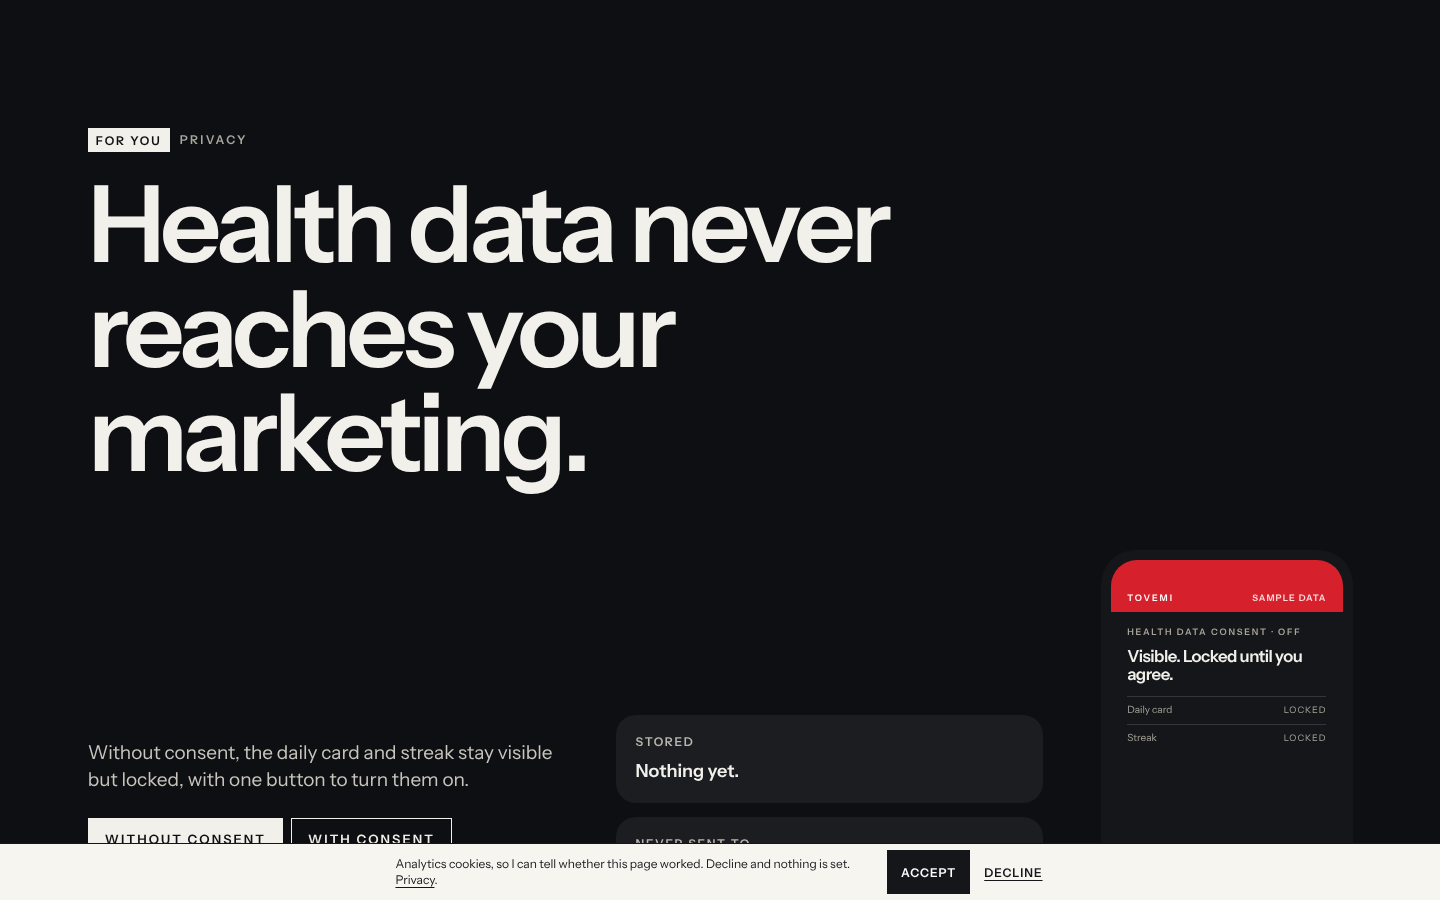 FOR YOU PRIVACY
Health data never
reaches your
marketing.
TOVEMI SAMPLE DATA
HEALTH DATA CONSENT · OFF
Visible. Locked until you
agree.
Daily card LOCKED
Streak LOCKED
STORED
Nothing yet.
Without consent, the daily card and streak stay visible
but locked, with one button to turn them on.
WITHOUT CONSENT WITH CONSENT
NEVER SENT TO
Analytics cookies, so I can tell whether this page worked. Decline and nothing is set.
Privacy.
ACCEPT DECLINE